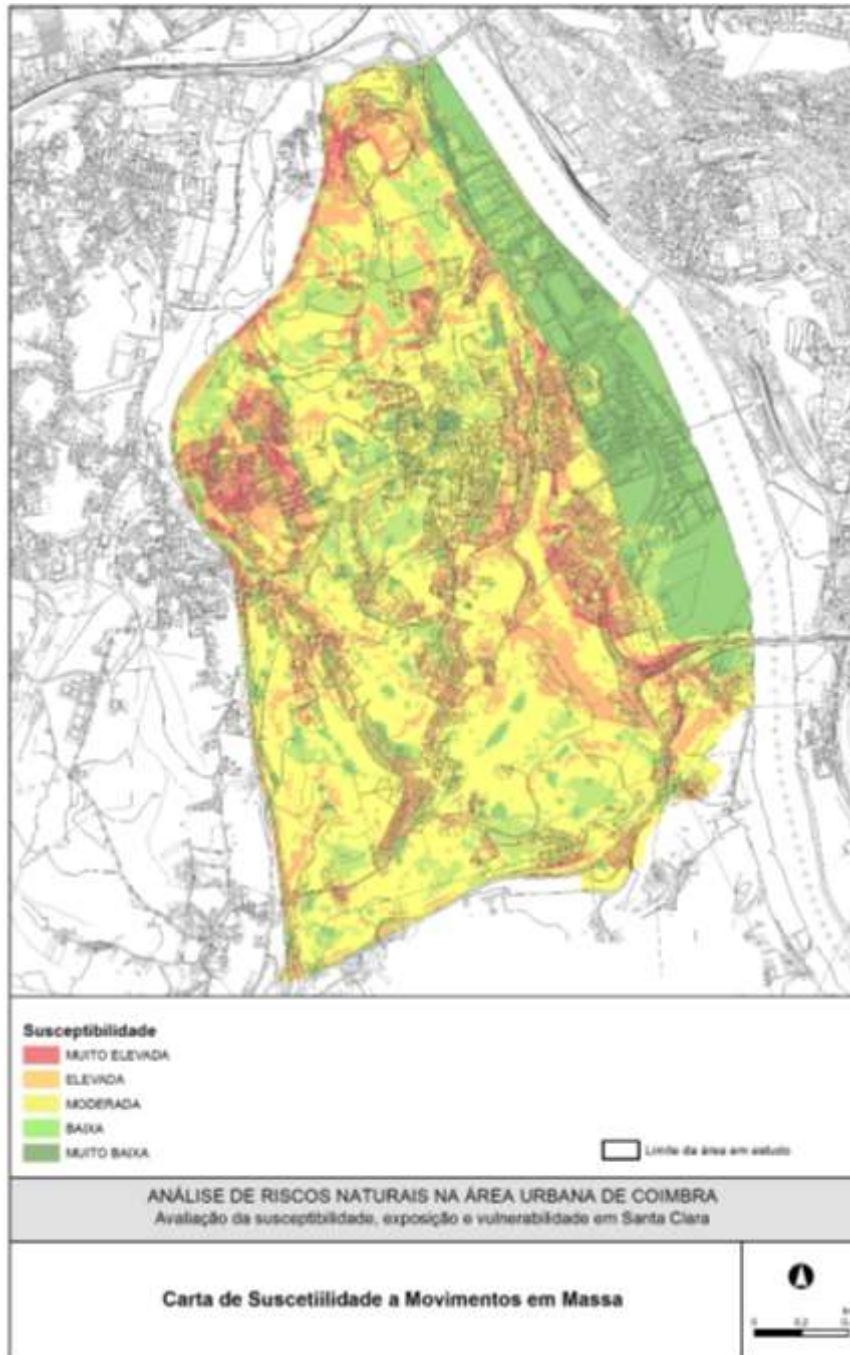 Susceptibilidade
MUITO ELEVADA
ELEVADA
MODERADA
BAIXA
MUITO BAIXA
Limite da área em estudo
ANÁLISE DE RISCOS NATURAIS NA ÁREA URBANA DE COIMBRA
Avaliação da susceptibilidade, exposição e vulnerabilidade em Santa Clara
Carta de Suscetiilidade a Movimentos em Massa
0 0,2